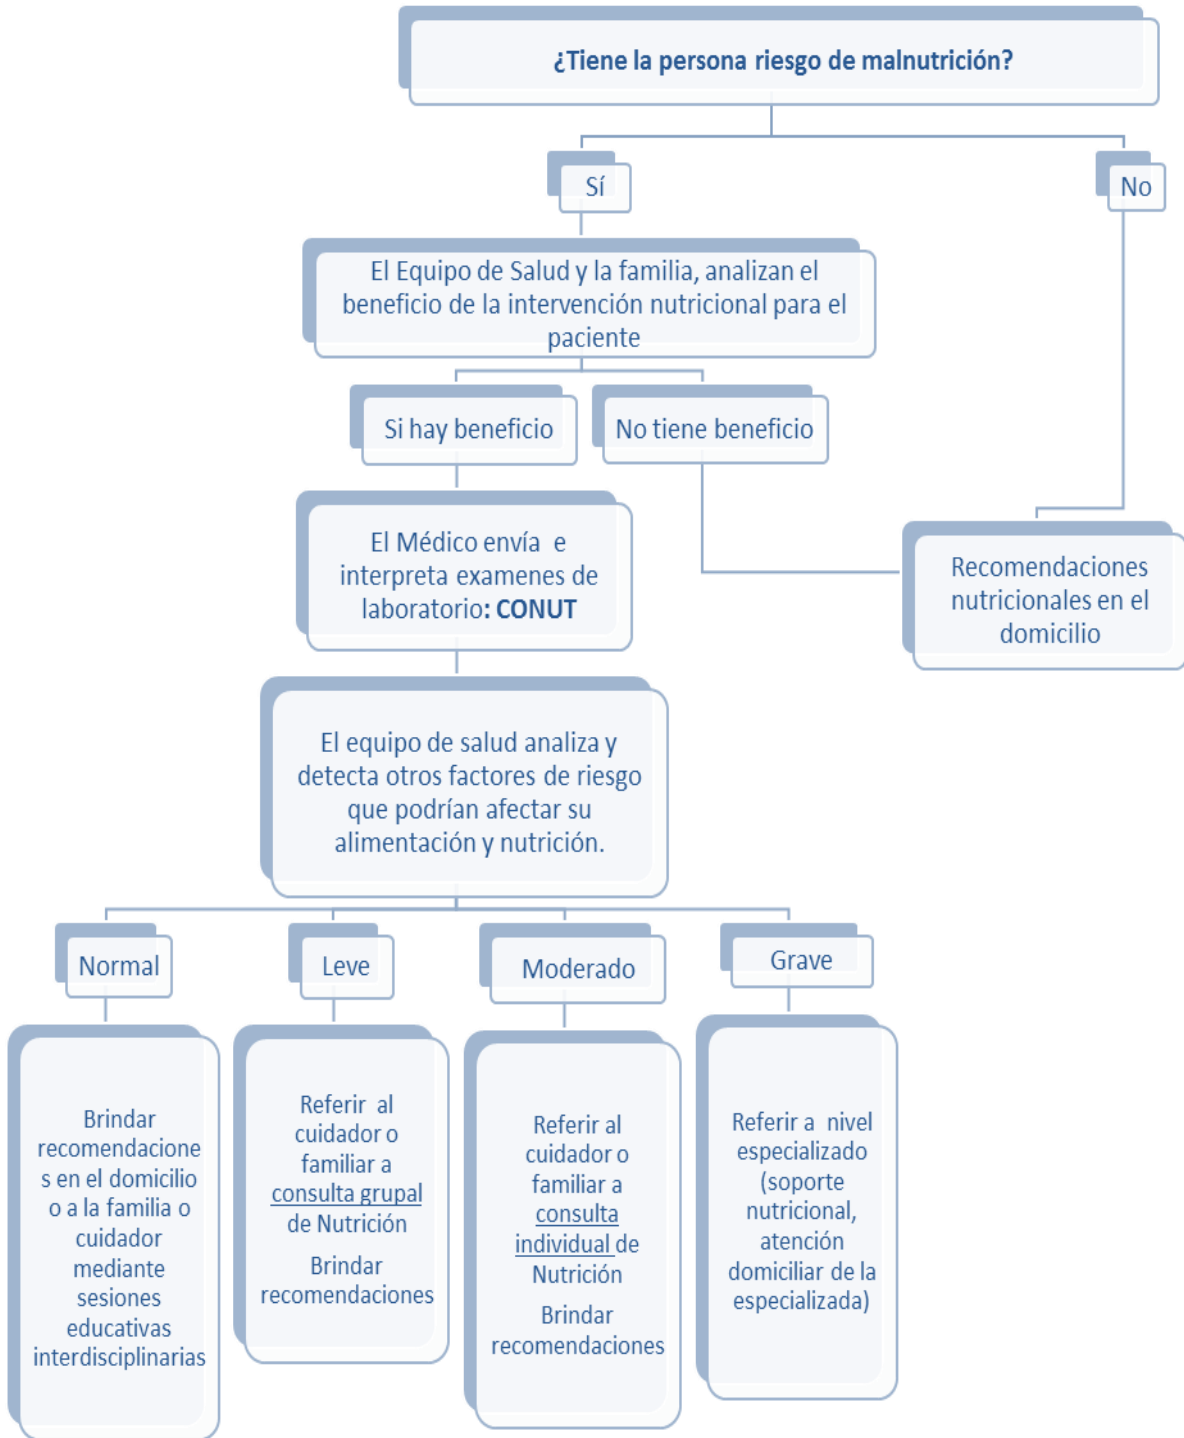 ¿Tiene la persona riesgo de malnutrición?
Sí
No
El Equipo de Salud y la familia, analizan el
beneficio de la intervención nutricional para el
paciente
Si hay beneficio
No tiene beneficio
El Médico envía e
interpreta examenes de
laboratorio: CONUT
Recomendaciones
nutricionales en el
domicilio
El equipo de salud analiza y
detecta otros factores de riesgo
que podrían afectar su
alimentación y nutrición.
Normal
Leve
Moderado
Grave
Brindar
recomendacione
s en el domicilio
o a la familia o
cuidador
mediante
sesiones
educativas
interdisciplinarias
Referir al
cuidador o
familiar a
consulta grupal
de Nutrición
Brindar
recomendaciones
Referir al
cuidador o
familiar a
consulta
individual de
Nutrición
Brindar
recomendaciones
Referir a nivel
especializado
(soporte
nutricional,
atención
domiciliar de la
especializada)